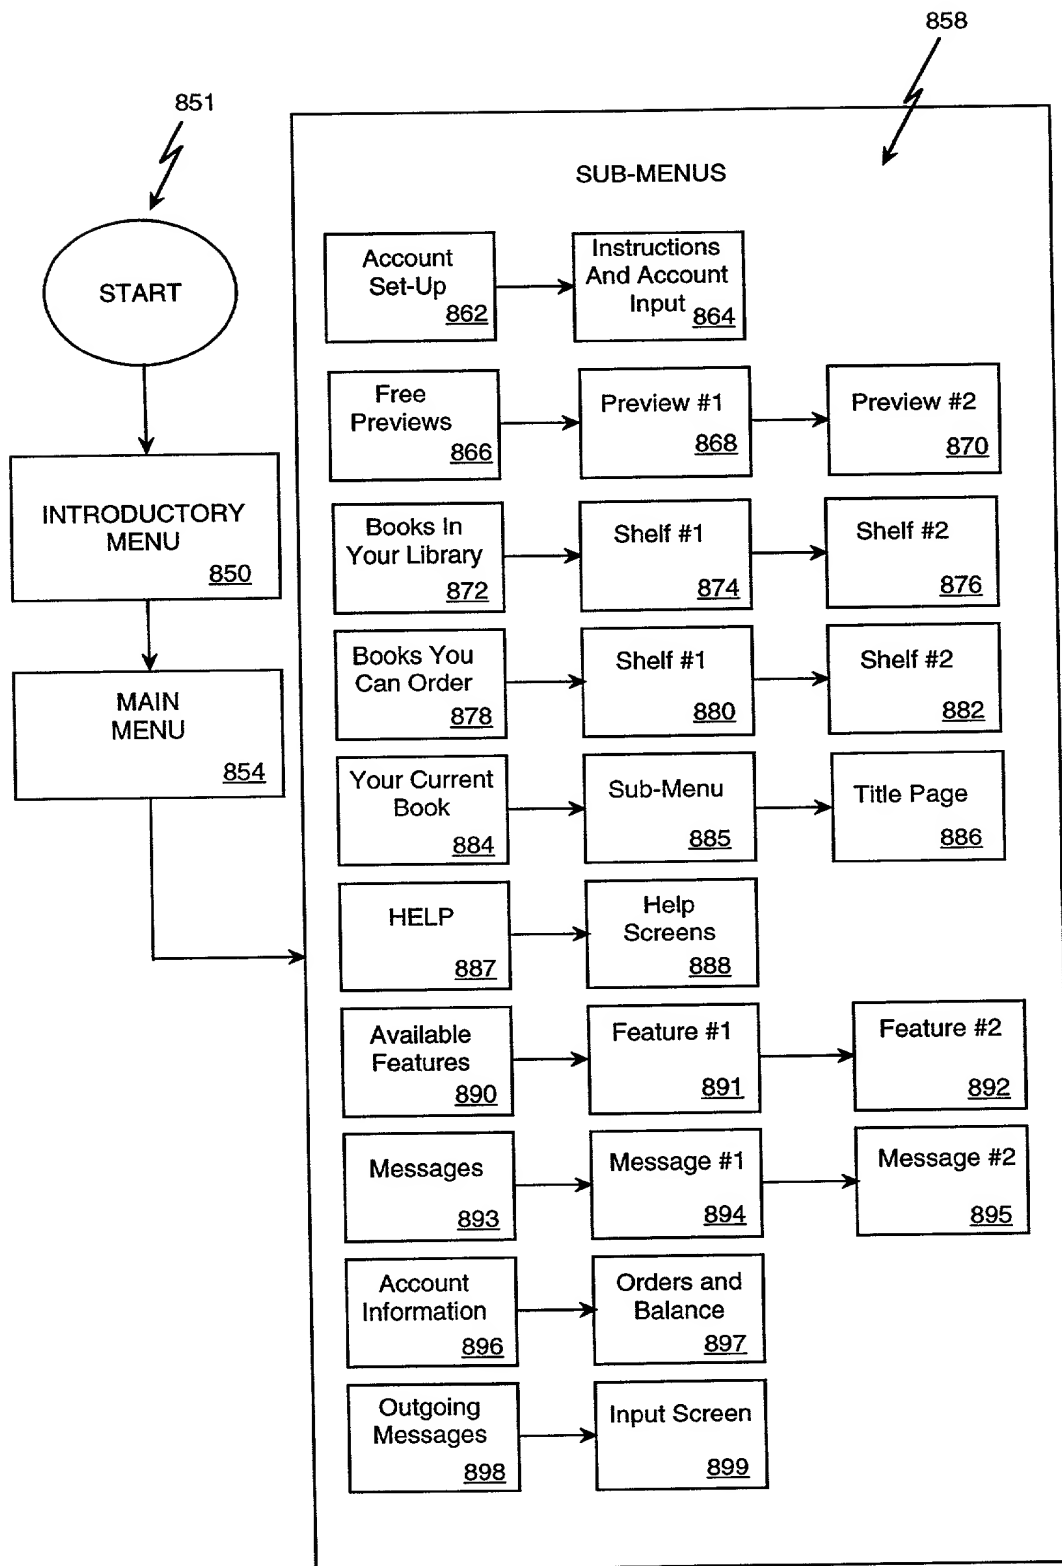 858
851
SUB-MENUS
START
INTRODUCTORY
MENU
850
MAIN
MENU
854
Account
Set-Up
862
Instructions
And Account
Input
864
Free
Previews
866
Preview #1
868
Preview #2
870
Books In
Your Library
872
Shelf #1
874
Shelf #2
876
Books You
Can Order
878
Shelf #1
880
Shelf #2
882
Your Current
Book
884
Sub-Menu
885
Title Page
886
HELP
887
Help
Screens
888
Available
Features
890
Feature #1
891
Feature #2
892
Messages
893
Message #1
894
Message #2
895
Account
Information
896
Orders and
Balance
897
Outgoing
Messages
898
Input Screen
899